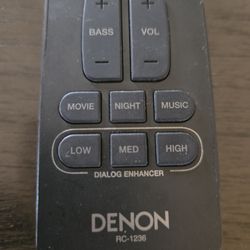 + +
BASS VOL
− −
MOVIE NIGHT MUSIC
LOW MED HIGH
DIALOG ENHANCER
DENON
RC-1236